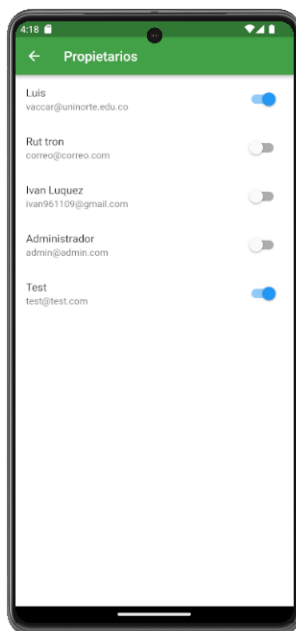 4:18
Propietarios
Luis
vaccar@uninorte.edu.co
Rut tron
correo@correo.com
Ivan Luquez
ivan961109@gmail.com
Administrador
admin@admin.com
Test
test@test.com